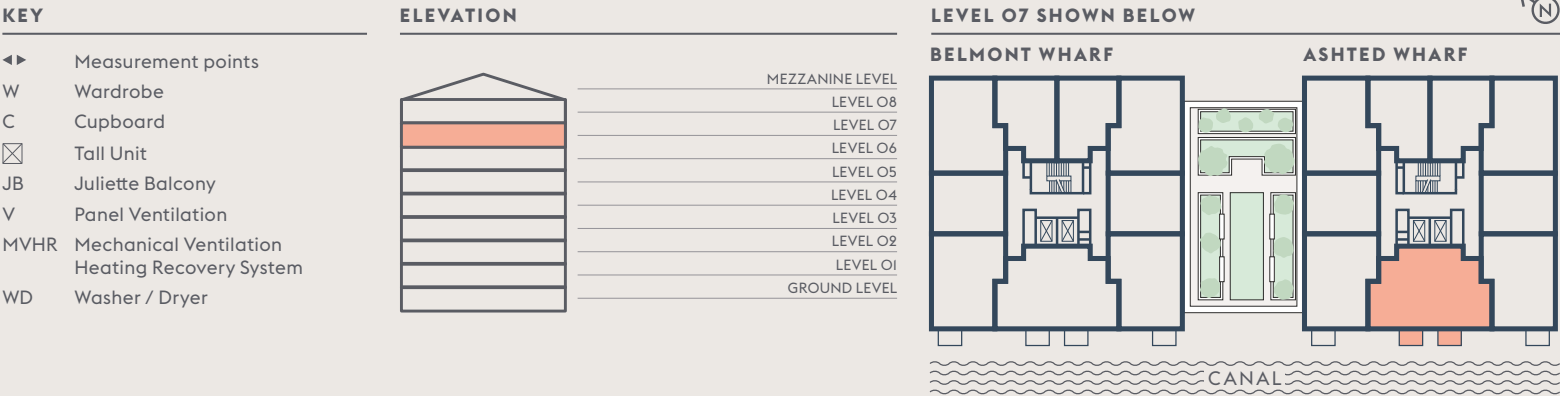 KEY
Measurement points
W Wardrobe
C Cupboard
Tall Unit
JB Juliette Balcony
V Panel Ventilation
MVHR Mechanical Ventilation
Heating Recovery System
WD Washer / Dryer
ELEVATION
MEZZANINE LEVEL
LEVEL 08
LEVEL 07
LEVEL 06
LEVEL 05
LEVEL 04
LEVEL 03
LEVEL 02
LEVEL 01
GROUND LEVEL
LEVEL 07 SHOWN BELOW
N
BELMONT WHARF
ASHTED WHARF
CANAL